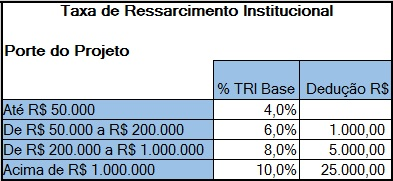 Taxa de Ressarcimento Institucional
Porte do Projeto
% TRI Base Dedução R$
Até R$ 50.000 4,0%
De R$ 50.000 a R$ 200.000 6,0% 1.000,00
De R$ 200.000 a R$ 1.000.000 8,0% 5.000,00
Acima de R$ 1.000.000 10,0% 25.000,00